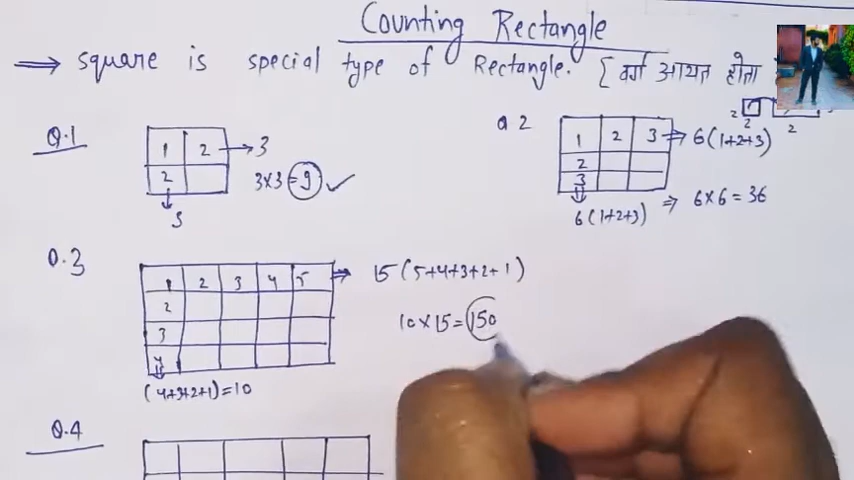 Counting Rectangle
⇒ square is special type of Rectangle. [ वर्ग आयत होता
2
2
2
Q.1
1 2 → 3
2
3
3×3 = 9 ✓
Q 2
1 2 3 ⇒ 6(1+2+3)
2
3
6(1+2+3)
⇒ 6×6 = 36
Q.3
1 2 3 4 5 ⇒ 15(5+4+3+2+1)
2
3
4
(4+3+2+1)=10
10×15=150
Q.4